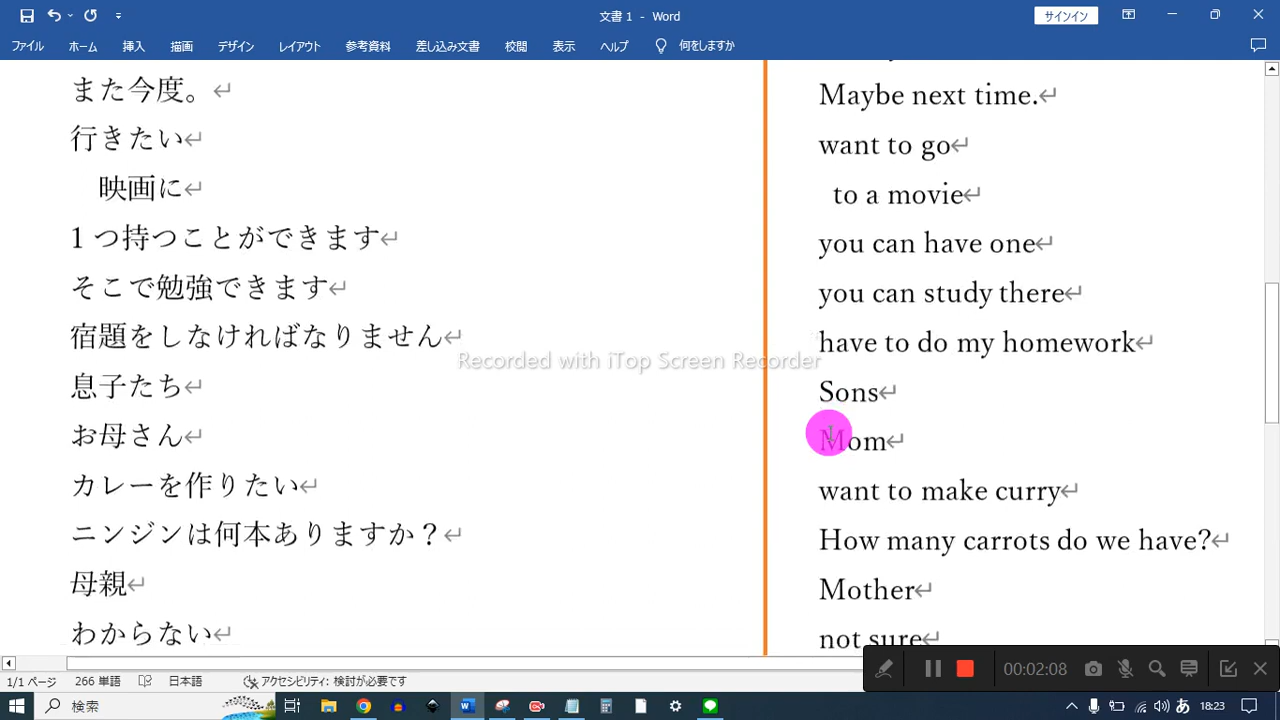 文書 1 - Word
サインイン
ファイル ホーム 挿入 描画 デザイン レイアウト 参考資料 差し込み文書 校閲 表示 ヘルプ 何をしますか
また今度。
行きたい
映画に
1 つ持つことができます
そこで勉強できます
宿題をしなければなりません
息子たち
お母さん
カレーを作りたい
ニンジンは何本ありますか？
母親
わからない
Maybe next time.
want to go
to a movie
you can have one
you can study there
have to do my homework
Sons
Mom
want to make curry
How many carrots do we have?
Mother
not sure
Recorded with iTop Screen Recorder
00:02:08
1/1 ページ 266 単語 日本語 アクセシビリティ: 検討が必要です
検索
あ 18:23